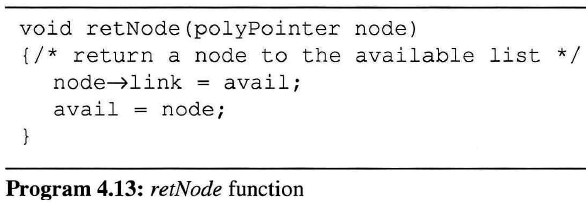 void retNode(polyPointer node)
{/* return a node to the available list */
node→link = avail;
avail = node;
}
Program 4.13: retNode function